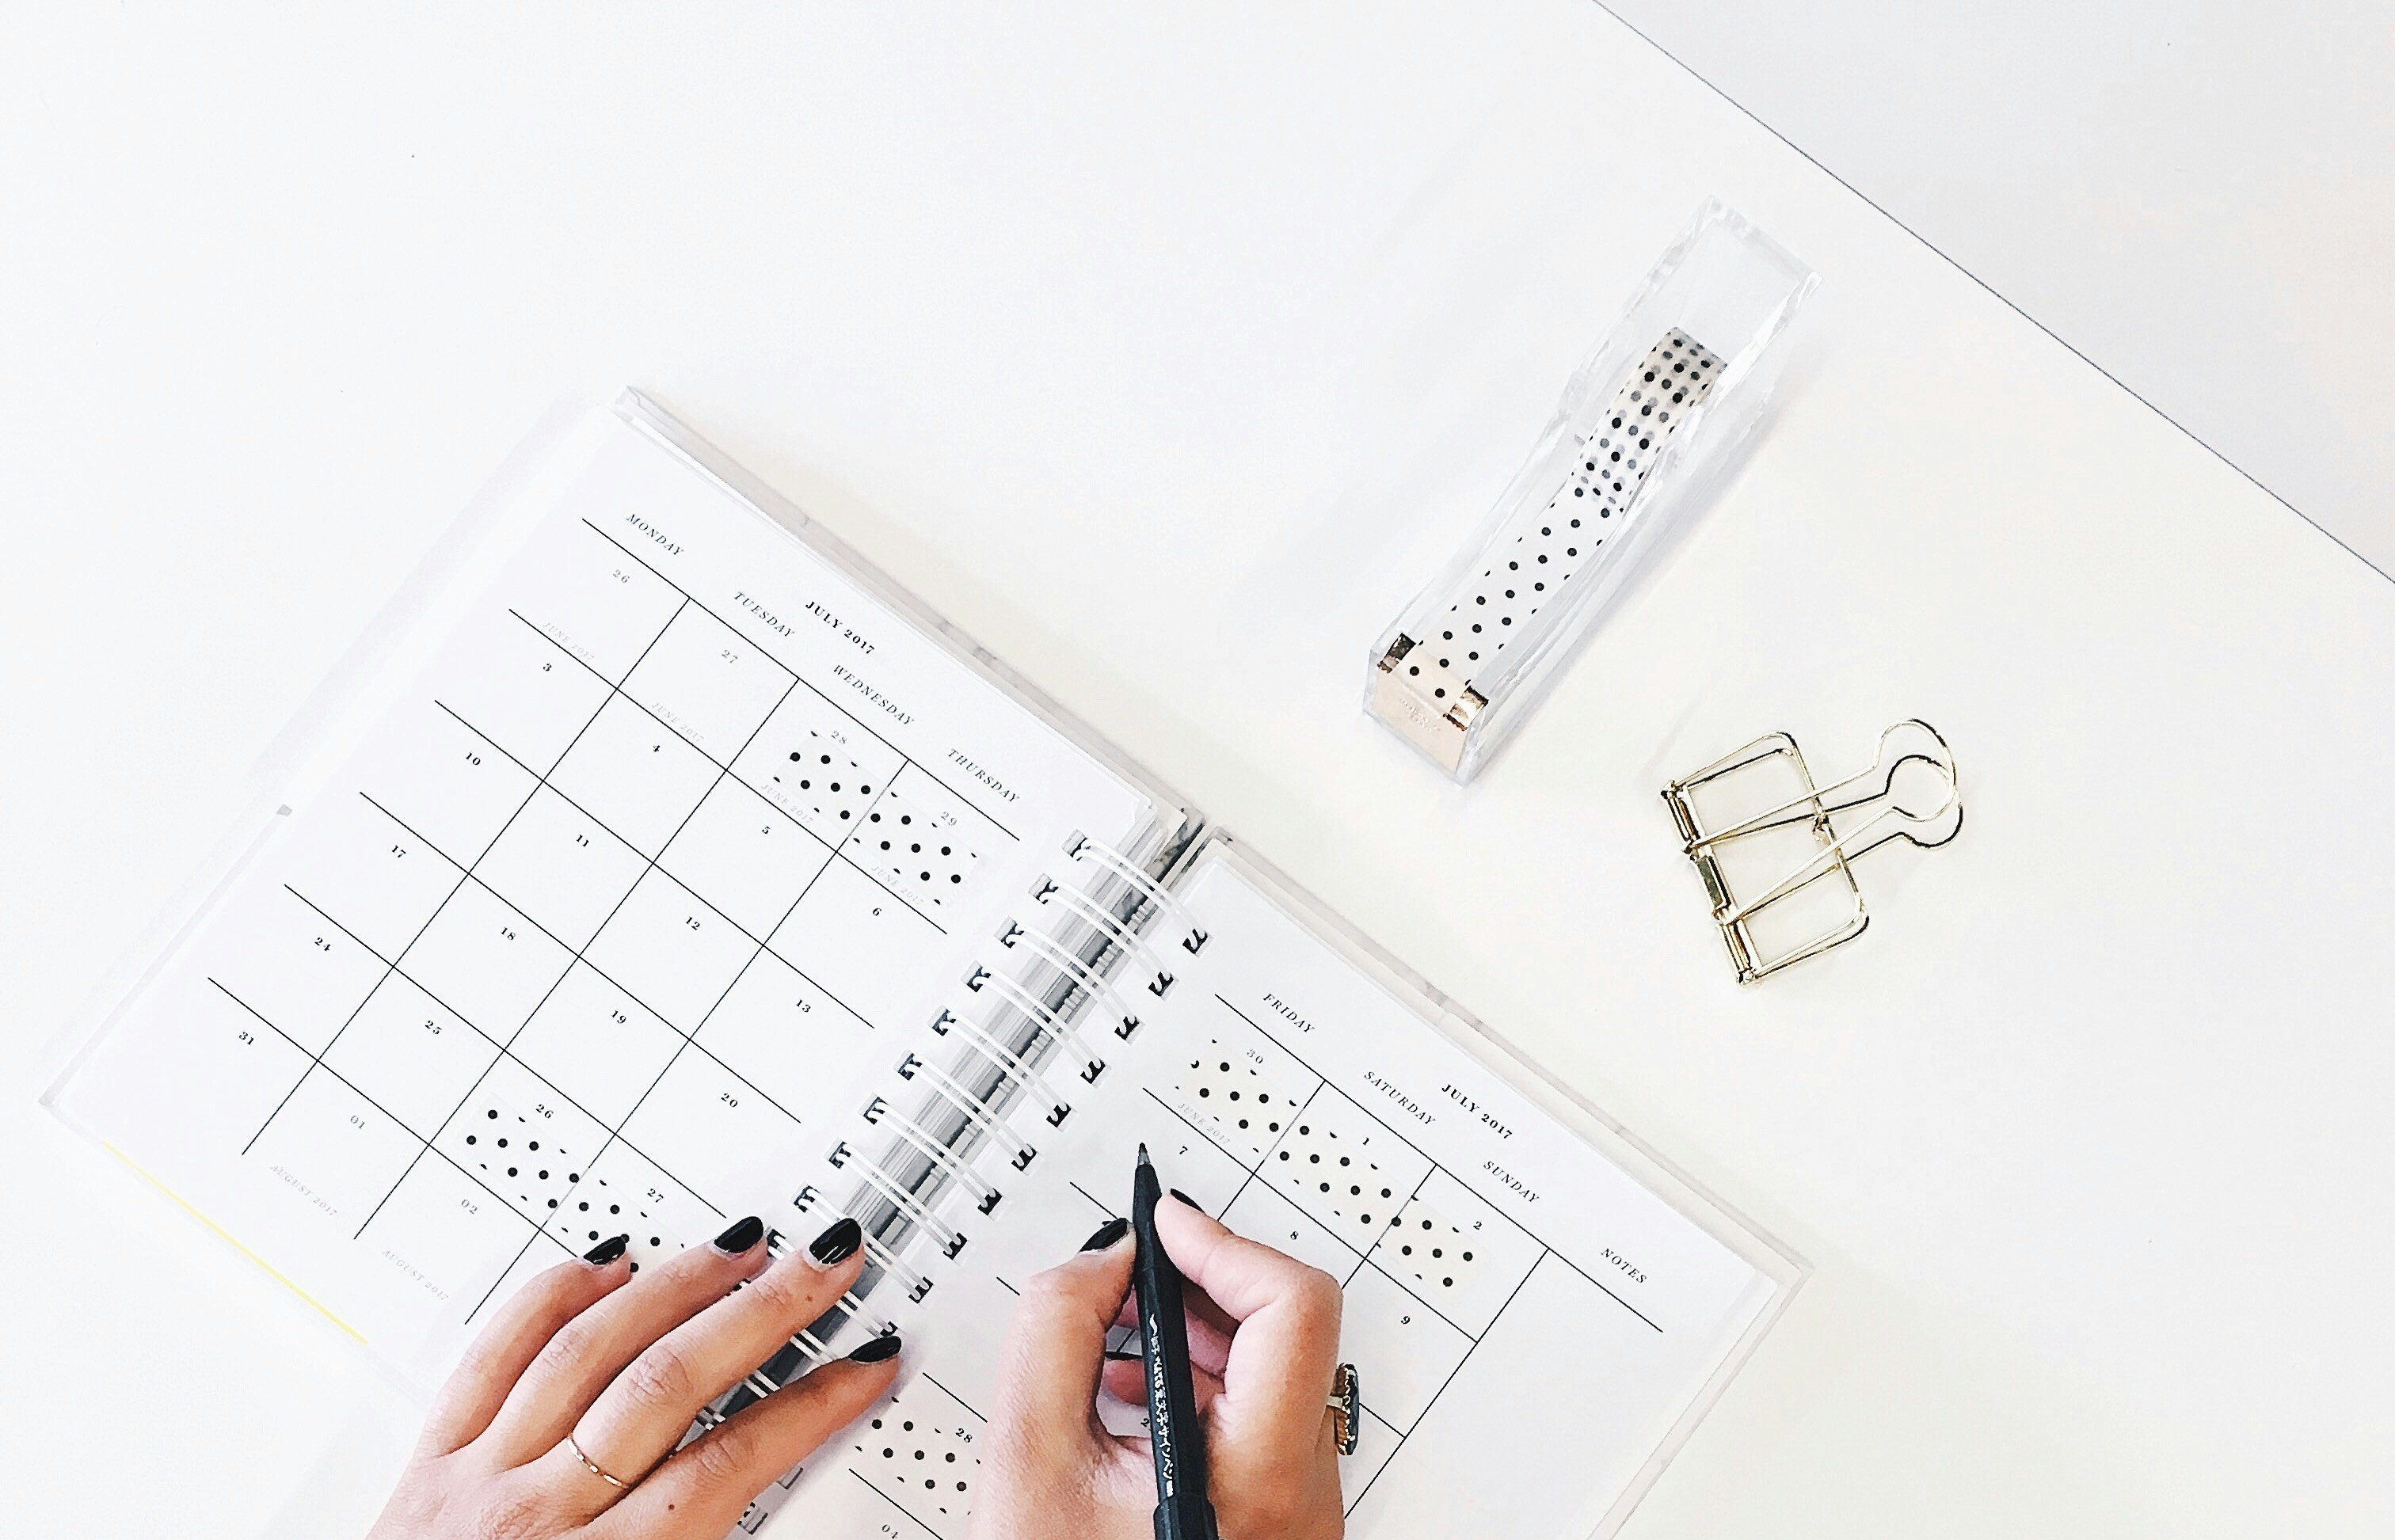 JULY 2017
MONDAY TUESDAY WEDNESDAY THURSDAY
26 27 28 29
JUNE 2017 JUNE 2017 JUNE 2017 JUNE 2017
3 4 5 6
10 11 12 13
17 18 19 20
24 25 26 27
31 01 02
AUGUST 2017 AUGUST 2017
JULY 2017
FRIDAY SATURDAY SUNDAY NOTES
30 1 2
JUNE 2017
7 8 9
28
04